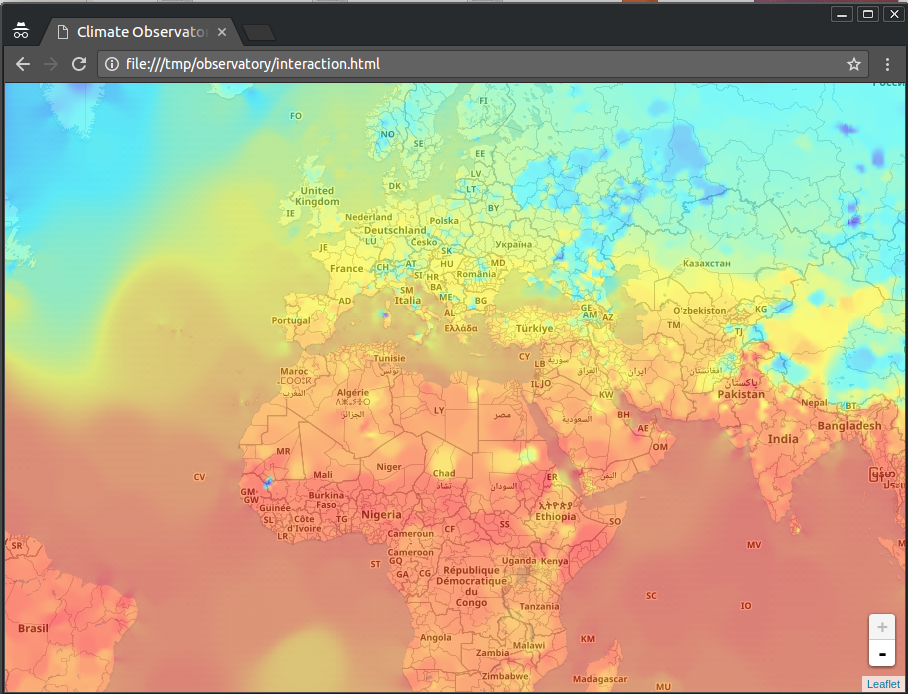 Climate Observato
file:///tmp/observatory/interaction.html
Росси
FO
FI
NO
SE
EE
LV
DK
LT
United
Kingdom
BY
IE
Nederland
Polska
Deutschland
JE
LU
Česko
Україна
SK
France
CH
AT
HU
MD
Казахстан
SI
HR
România
BA
SM
Italia
ME
AD
BG
Portugal
AL
GE
AM
AZ
O'zbekiston
KG
Ελλάδα
Türkiye
TM
TJ
Tunisie
تونس
CY
LB
سوريا
Maroc
ⵍⵎⵖⵔⵉⴱ
المغرب
العراق
ایران
افغانستان
IL
JO
پاکستان
Pakistan
Algérie
الجزائر
KW
Nepal
BT
LY
مصر
BH
AE
السعودية
Bangladesh
India
OM
MR
Mali
Niger
Chad
تشاد
السودان
ER
اليمن
CV
GM
GW
Burkina
Faso
Guinée
SL
Côte
d'Ivoire
TG
Nigeria
LR
CF
SS
ኢትዮጵያ
Ethiopia
SO
Cameroun
Cameroon
ST
GQ
GA
CG
Uganda
Kenya
MV
République
Démocratique
du
Congo
SR
SC
IO
Tanzania
Brasil
Angola
Malawi
KM
Zambia
Zimbabwe
Madagascar
MU
+
-
Leaflet